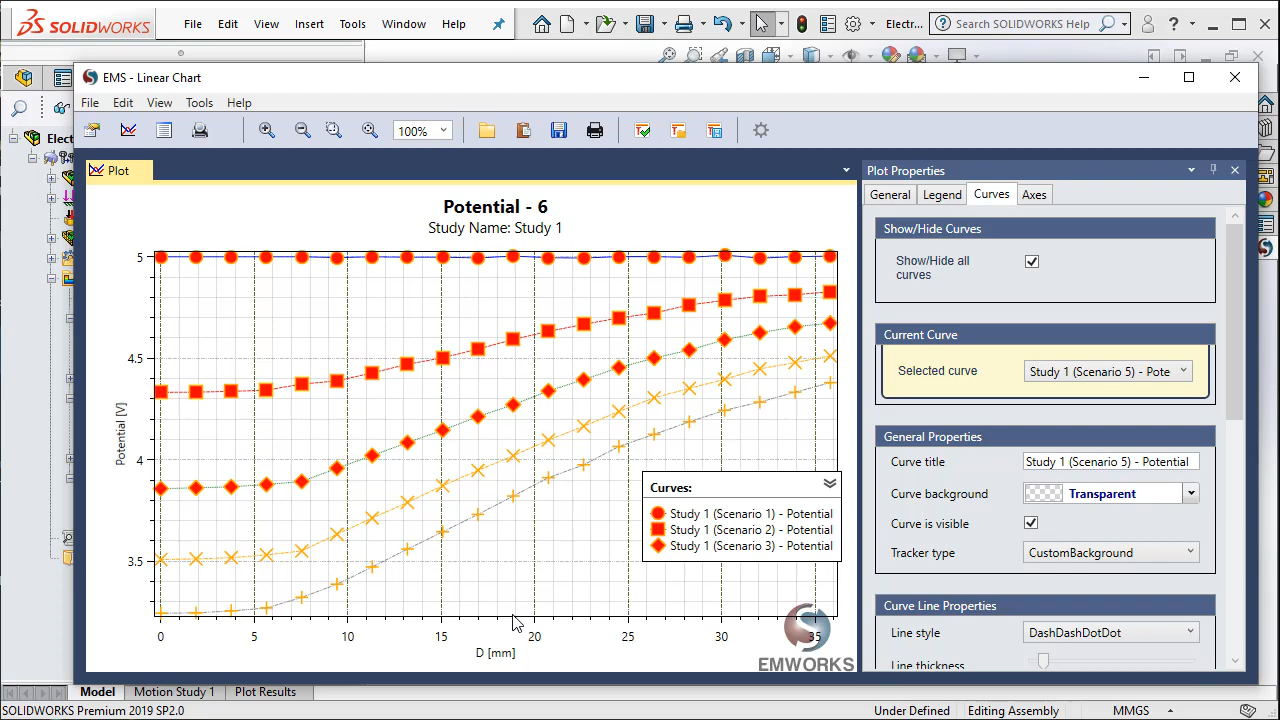 SOLIDWORKS File Edit View Insert Tools Window Help Electr... Search SOLIDWORKS Help
EMS - Linear Chart
File Edit View Tools Help
100%
Plot
Potential - 6
Study Name: Study 1
Potential [V]
5
4.5
4
3.5
0 5 10 15 20 25 30 35
D [mm]
Curves:
Study 1 (Scenario 1) - Potential
Study 1 (Scenario 2) - Potential
Study 1 (Scenario 3) - Potential
EMWORKS
Plot Properties
General Legend Curves Axes
Show/Hide Curves
Show/Hide all
curves
Current Curve
Selected curve Study 1 (Scenario 5) - Pote
General Properties
Curve title Study 1 (Scenario 5) - Potential
Curve background Transparent
Curve is visible
Tracker type CustomBackground
Curve Line Properties
Line style DashDashDotDot
Line thickness
Elect
Model Motion Study 1 Plot Results
SOLIDWORKS Premium 2019 SP2.0 Under Defined Editing Assembly MMGS